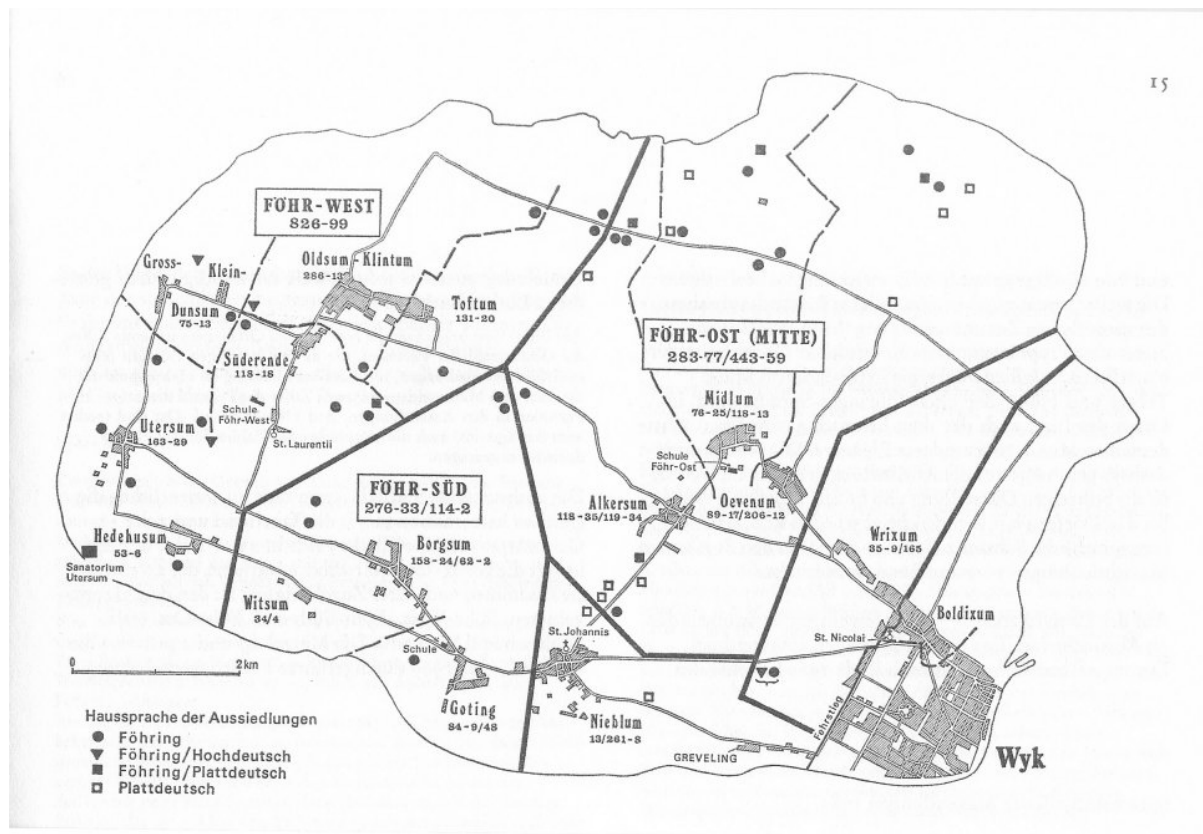 15
FÖHR-WEST
826-99
Gross-
Klein-
Dunsum
75-13
Oldsum
Klintum
286-13
Toftum
131-20
Süderende
118-18
Schule
Föhr-West
St. Laurentii
Utersum
163-29
FÖHR-OST (MITTE)
283-77/443-59
Midlum
76-25/118-13
Schule
Föhr-Ost
Alkersum
118-35/119-34
Oevenum
89-17/206-12
FÖHR-SÜD
276-33/114-2
Hedehusum
53-6
Sanatorium
Utersum
Borgsum
158-24/62-2
Witsum
34/4
Wrixum
35-9/165
Boldixum
St. Nicolai
St. Johannis
Schule
0
2 km
Goting
84-9/48
Nieblum
13/261-8
Fehrstieg
GREVELING
Wyk
Haussprache der Aussiedlungen
Föhring
Föhring/Hochdeutsch
Föhring/Plattdeutsch
Plattdeutsch